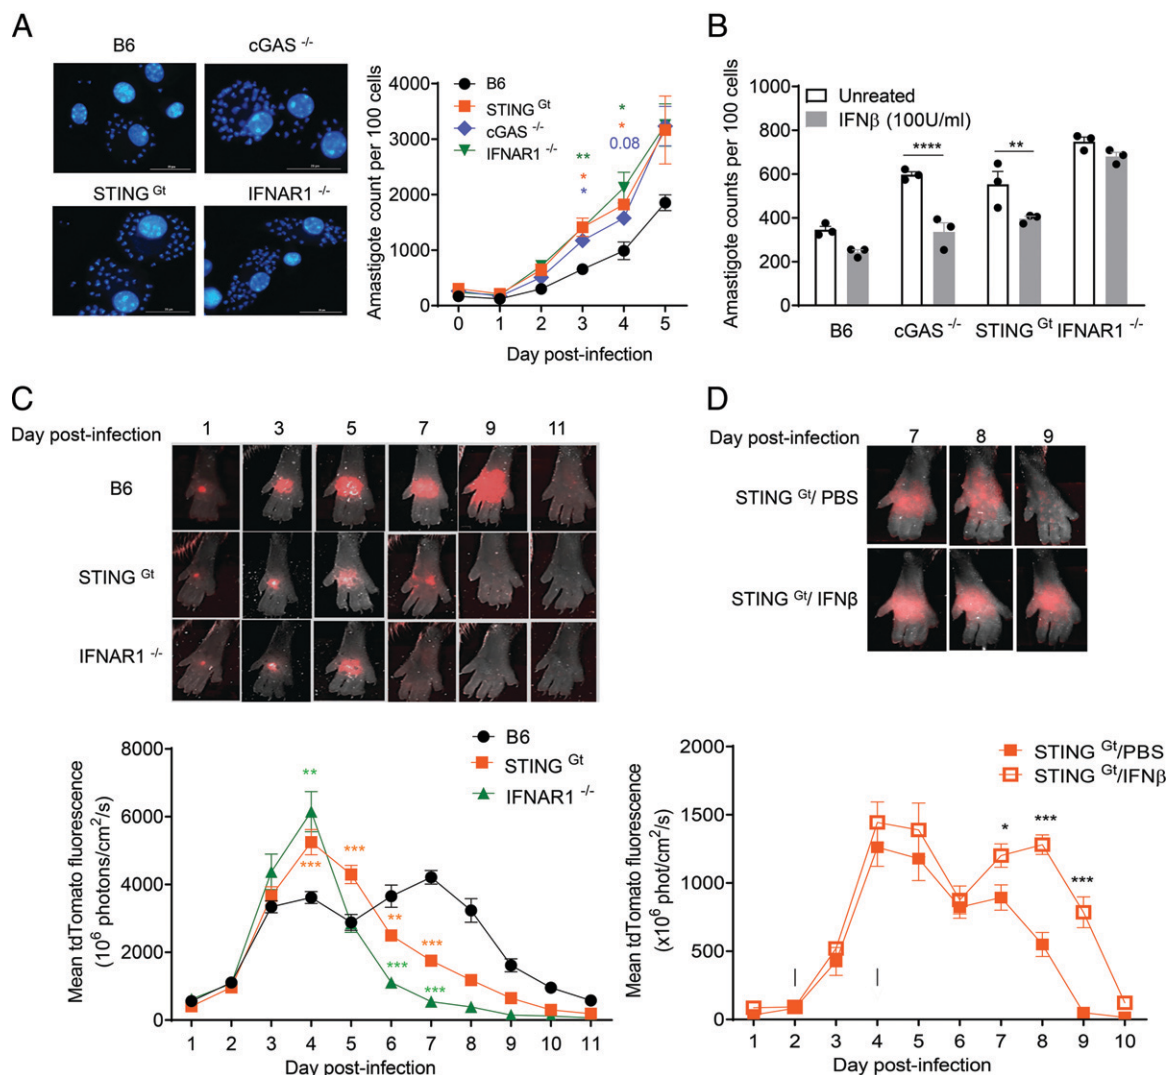 A
B6
cGAS -/-
STING Gt
IFNAR1 -/-
Amastigote count per 100 cells
4000
3000
2000
1000
0
B6
STING Gt
cGAS -/-
IFNAR1 -/-
**
*
*
*
*
0.08
0 1 2 3 4 5
Day post-infection
B
Amastigote counts per 100 cells
800
600
400
200
0
Unreated
IFNβ (100U/ml)
****
**
B6
cGAS -/-
STING Gt
IFNAR1 -/-
C
Day post-infection
1 3 5 7 9 11
B6
STING Gt
IFNAR1 -/-
Mean tdTomato fluorescence
(10⁶ photons/cm²/s)
8000
6000
4000
2000
0
B6
STING Gt
IFNAR1 -/-
**
***
***
**
***
***
***
1 2 3 4 5 6 7 8 9 10 11
Day post-infection
D
Day post-infection
7 8 9
STING Gt/ PBS
STING Gt/ IFNβ
Mean tdTomato fluorescence
(x10⁶ phot/cm²/s)
2000
1500
1000
500
0
STING Gt/PBS
STING Gt/IFNβ
*
***
***
1 2 3 4 5 6 7 8 9 10
Day post-infection